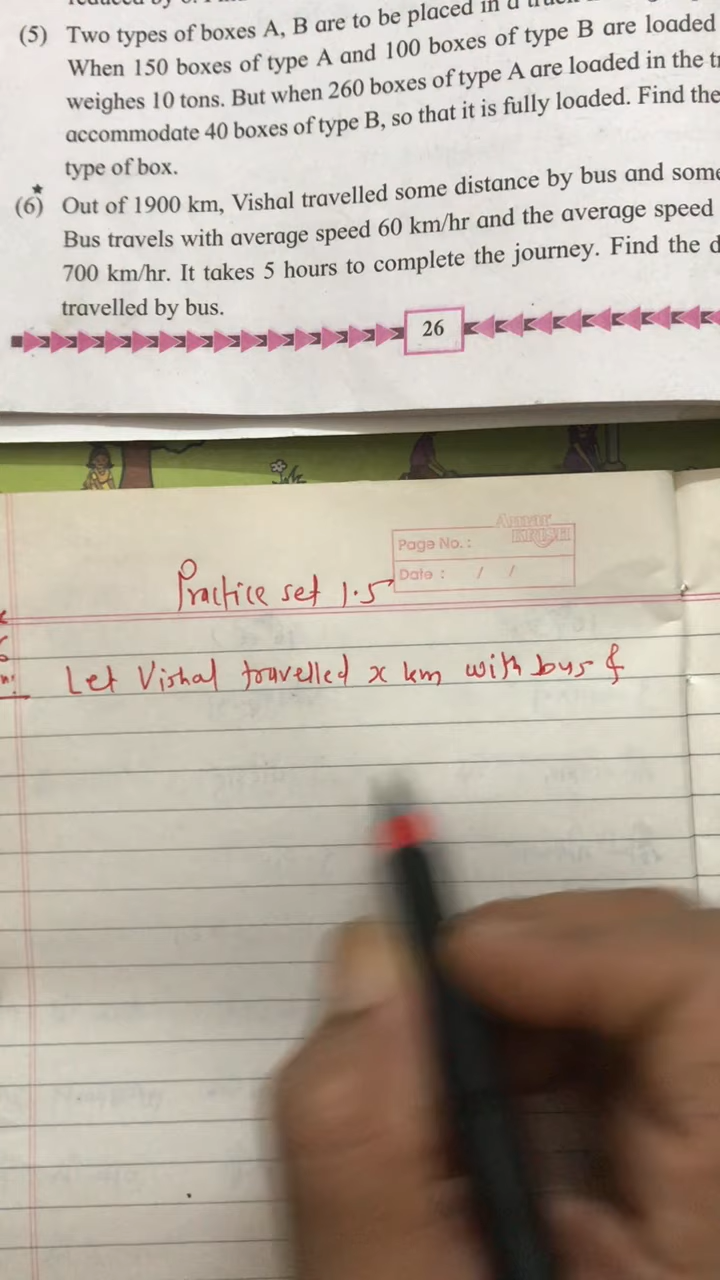 (5) Two types of boxes A, B are to be placed in a
When 150 boxes of type A and 100 boxes of type B are loaded
weighes 10 tons. But when 260 boxes of type A are loaded in the
accommodate 40 boxes of type B, so that it is fully loaded. Find the
type of box.
(6)* Out of 1900 km, Vishal travelled some distance by bus and some
Bus travels with average speed 60 km/hr and the average speed
700 km/hr. It takes 5 hours to complete the journey. Find the
travelled by bus.
26
Page No. :
Date : / /
Practice set 1.5
Let Vishal travelled x km with bus &